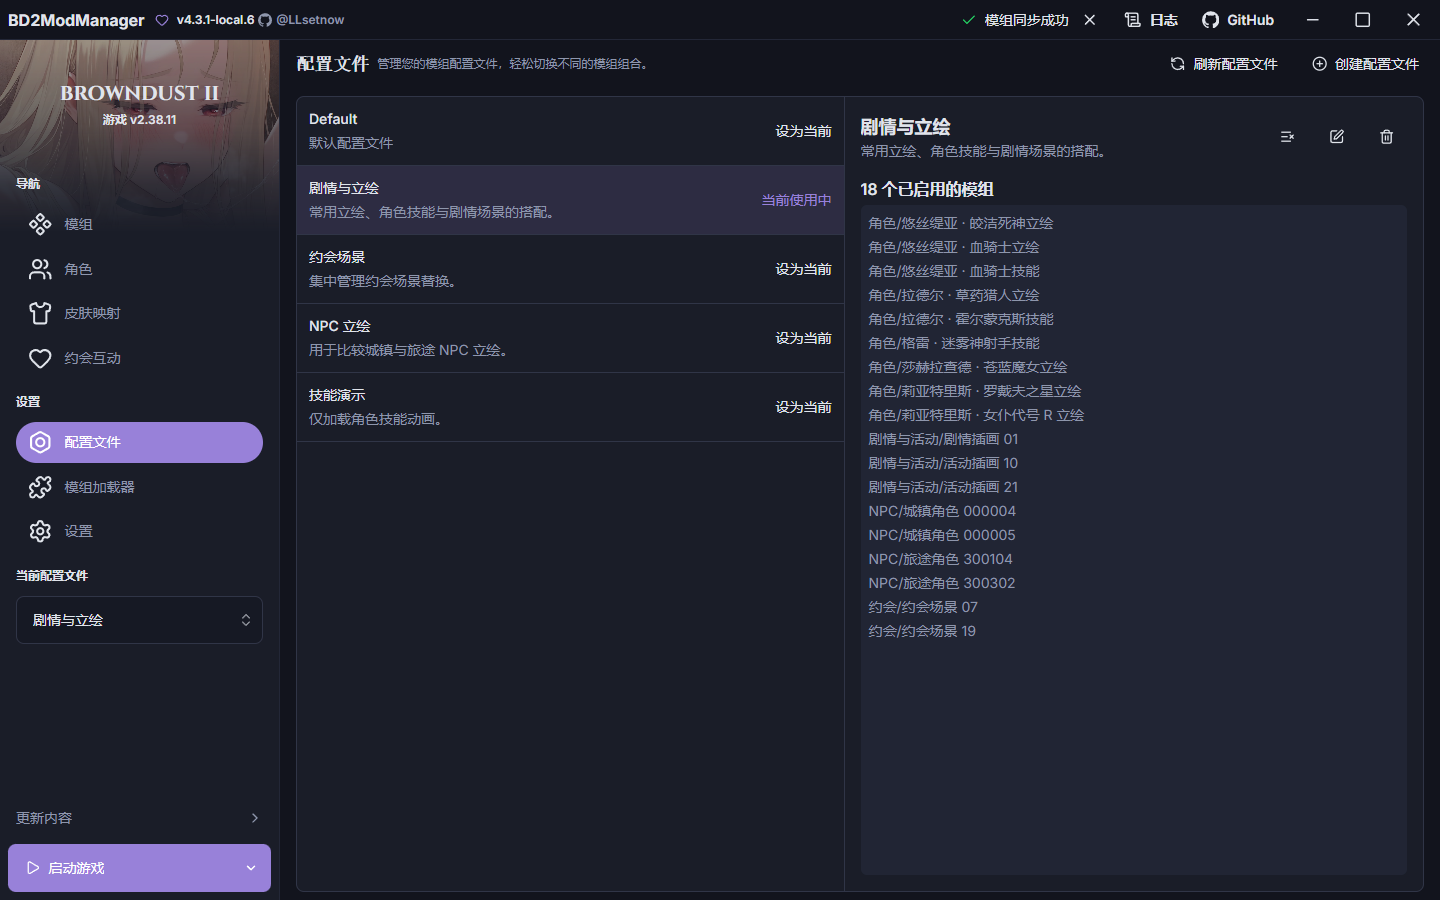 BD2ModManager v4.3.1-local.6 @LLsetnow
模组同步成功
日志
GitHub
BROWNDUST II
游戏 v2.38.11
导航
模组
角色
皮肤映射
约会互动
设置
配置文件
模组加载器
设置
当前配置文件
剧情与立绘
更新内容
启动游戏
配置文件 管理您的模组配置文件，轻松切换不同的模组组合。
刷新配置文件
创建配置文件
Default
默认配置文件
设为当前
剧情与立绘
常用立绘、角色技能与剧情场景的搭配。
当前使用中
约会场景
集中管理约会场景替换。
设为当前
NPC 立绘
用于比较城镇与旅途 NPC 立绘。
设为当前
技能演示
仅加载角色技能动画。
设为当前
剧情与立绘
常用立绘、角色技能与剧情场景的搭配。
18 个已启用的模组
角色/悠丝缇亚 · 皎洁死神立绘
角色/悠丝缇亚 · 血骑士立绘
角色/悠丝缇亚 · 血骑士技能
角色/拉德尔 · 草药猎人立绘
角色/拉德尔 · 霍尔蒙克斯技能
角色/格雷 · 迷雾神射手技能
角色/莎赫拉查德 · 苍蓝魔女立绘
角色/莉亚特里斯 · 罗戴夫之星立绘
角色/莉亚特里斯 · 女仆代号 R 立绘
剧情与活动/剧情插画 01
剧情与活动/活动插画 10
剧情与活动/活动插画 21
NPC/城镇角色 000004
NPC/城镇角色 000005
NPC/旅途角色 300104
NPC/旅途角色 300302
约会/约会场景 07
约会/约会场景 19